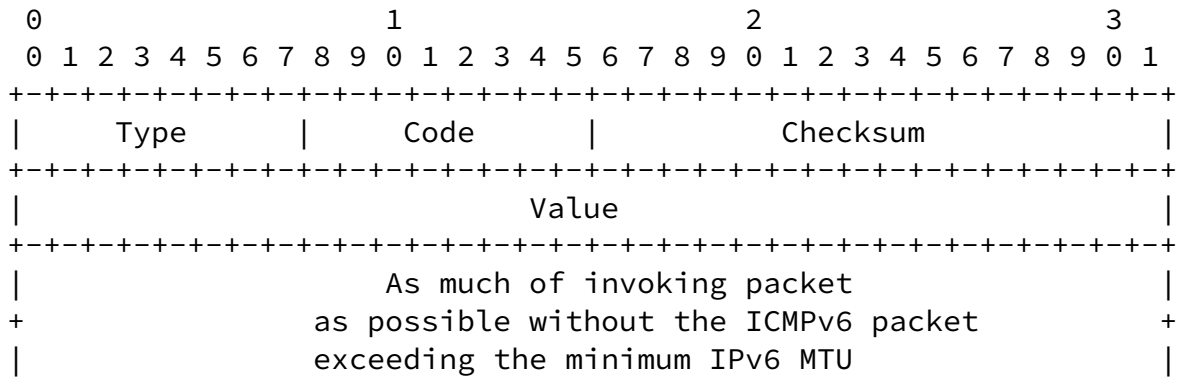 0                   1                   2                   3
 0 1 2 3 4 5 6 7 8 9 0 1 2 3 4 5 6 7 8 9 0 1 2 3 4 5 6 7 8 9 0 1
+-+-+-+-+-+-+-+-+-+-+-+-+-+-+-+-+-+-+-+-+-+-+-+-+-+-+-+-+-+-+-+-+
|     Type      |     Code      |          Checksum             |
+-+-+-+-+-+-+-+-+-+-+-+-+-+-+-+-+-+-+-+-+-+-+-+-+-+-+-+-+-+-+-+-+
|                            Value                              |
+-+-+-+-+-+-+-+-+-+-+-+-+-+-+-+-+-+-+-+-+-+-+-+-+-+-+-+-+-+-+-+-+
|                    As much of invoking packet                 |
+                as possible without the ICMPv6 packet          +
|                exceeding the minimum IPv6 MTU                 |